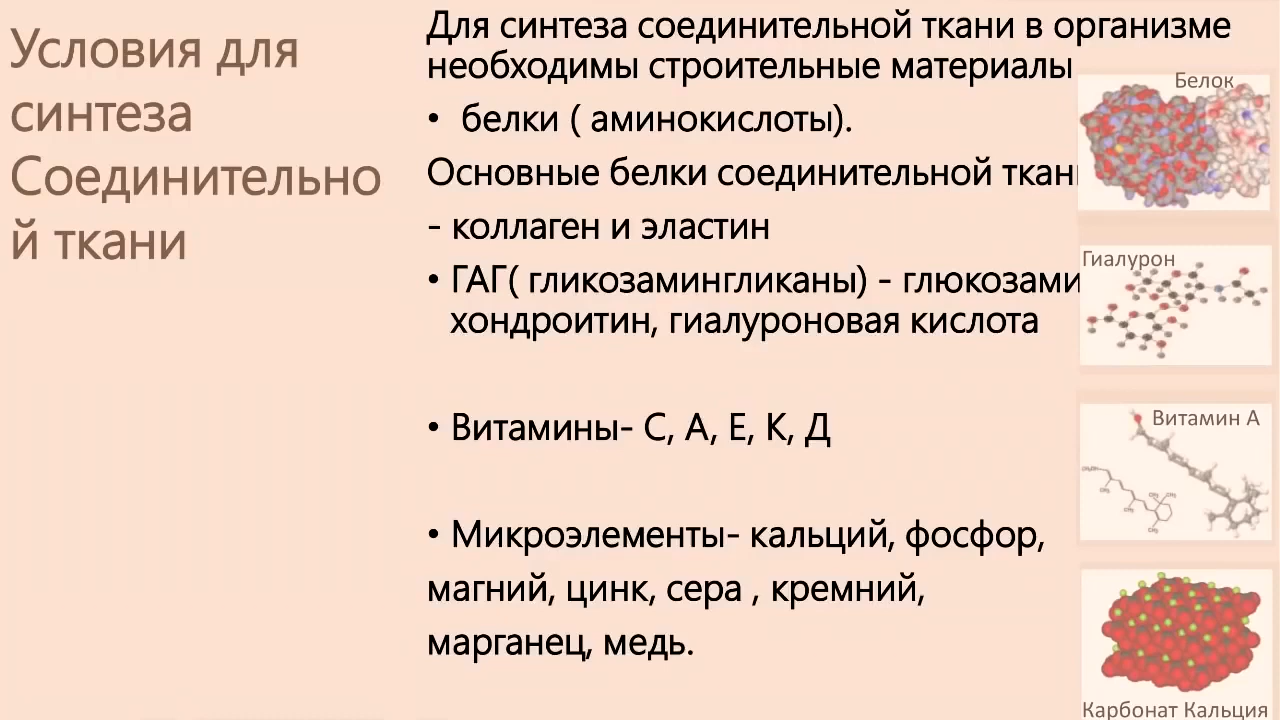 Условия для
синтеза
Соединительно
й ткани
Для синтеза соединительной ткани в организме
необходимы строительные материалы
• белки ( аминокислоты).
Основные белки соединительной ткан
- коллаген и эластин
• ГАГ( гликозамингликаны) - глюкозами
хондроитин, гиалуроновая кислота
• Витамины- С, А, Е, К, Д
• Микроэлементы- кальций, фосфор,
магний, цинк, сера , кремний,
марганец, медь.
Белок
Гиалурон
Витамин А
Карбонат Кальция